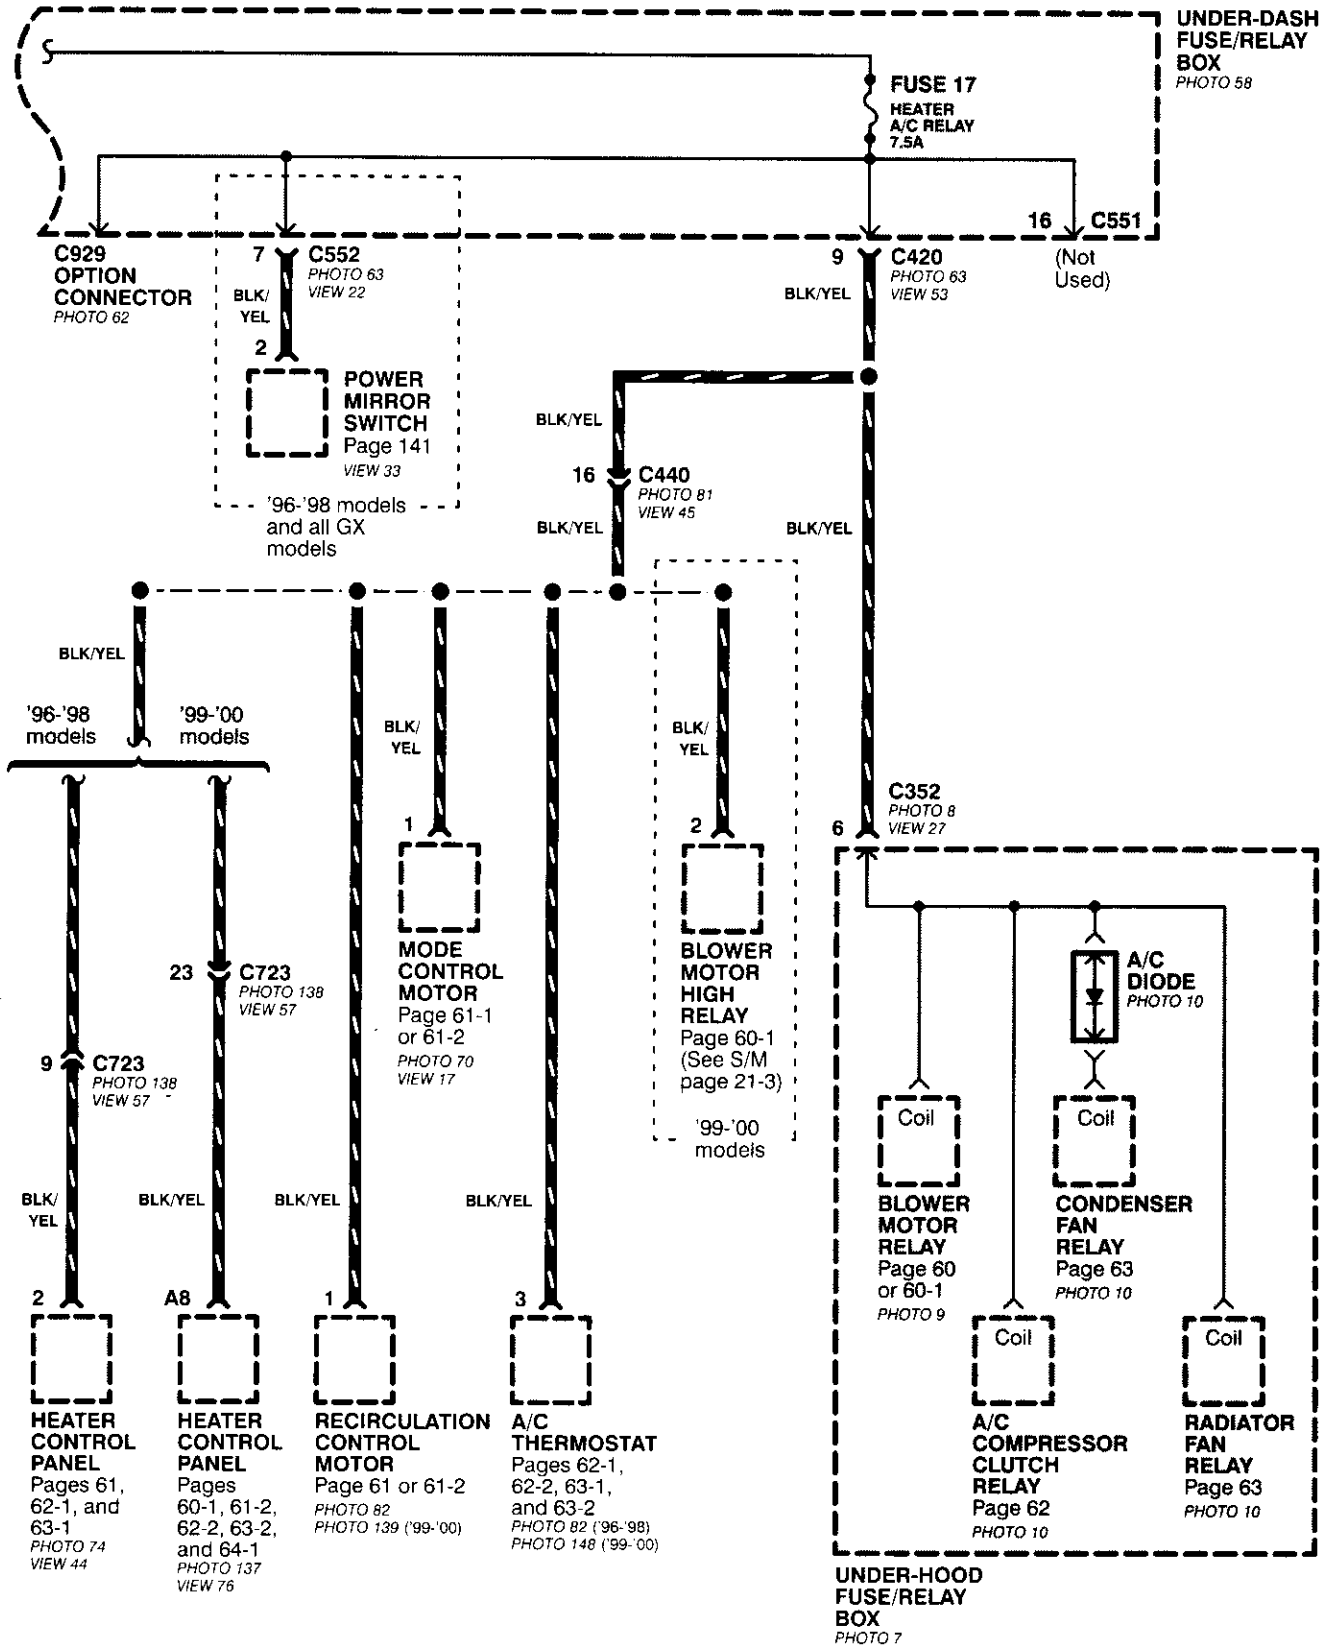 UNDER-DASH
FUSE/RELAY
BOX
PHOTO 58
FUSE 17
HEATER
A/C RELAY
7.5A
C929
OPTION
CONNECTOR
PHOTO 62
7
C552
PHOTO 63
VIEW 22
BLK/
YEL
2
POWER
MIRROR
SWITCH
Page 141
VIEW 33
'96-'98 models
and all GX
models
9
C420
PHOTO 63
VIEW 53
BLK/YEL
16
C551
(Not
Used)
BLK/YEL
16
C440
PHOTO 81
VIEW 45
BLK/YEL
BLK/YEL
BLK/YEL
'96-'98
models
'99-'00
models
BLK/
YEL
1
MODE
CONTROL
MOTOR
Page 61-1
or 61-2
PHOTO 70
VIEW 17
BLK/
YEL
2
BLOWER
MOTOR
HIGH
RELAY
Page 60-1
(See S/M
page 21-3)
'99-'00
models
C352
PHOTO 8
VIEW 27
6
A/C
DIODE
PHOTO 10
23
C723
PHOTO 138
VIEW 57
9
C723
PHOTO 138
VIEW 57
Coil
BLOWER
MOTOR
RELAY
Page 60
or 60-1
PHOTO 9
Coil
CONDENSER
FAN
RELAY
Page 63
PHOTO 10
BLK/
YEL
BLK/YEL
BLK/YEL
BLK/YEL
2
HEATER
CONTROL
PANEL
Pages 61,
62-1, and
63-1
PHOTO 74
VIEW 44
A8
HEATER
CONTROL
PANEL
Pages
60-1, 61-2,
62-2, 63-2,
and 64-1
PHOTO 137
VIEW 76
1
RECIRCULATION
CONTROL
MOTOR
Page 61 or 61-2
PHOTO 82
PHOTO 139 ('99-'00)
3
A/C
THERMOSTAT
Pages 62-1,
62-2, 63-1,
and 63-2
PHOTO 82 ('96-'98)
PHOTO 148 ('99-'00)
Coil
A/C
COMPRESSOR
CLUTCH
RELAY
Page 62
PHOTO 10
Coil
RADIATOR
FAN
RELAY
Page 63
PHOTO 10
UNDER-HOOD
FUSE/RELAY
BOX
PHOTO 7